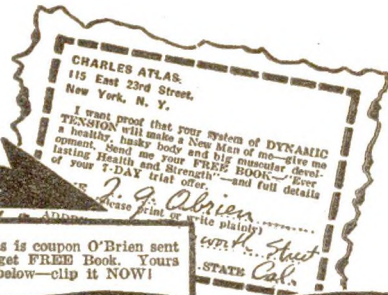 CHARLES ATLAS.
115 East 23rd Street,
New York, N. Y.
I want proof that your system of DYNAMIC
TENSION will make a New Man of me—give me
a healthy, husky body and big muscular devel-
opment. Send me your FREE BOOK—"Ever
lasting Health and Strength"—and full details
of your 7-DAY trial offer.
J. G. Obrien
(Please print or write plainly)
ADDR
worth Street
STATE Cal.
s is coupon O'Brien sent
get FREE Book. Yours
below—clip it NOW!